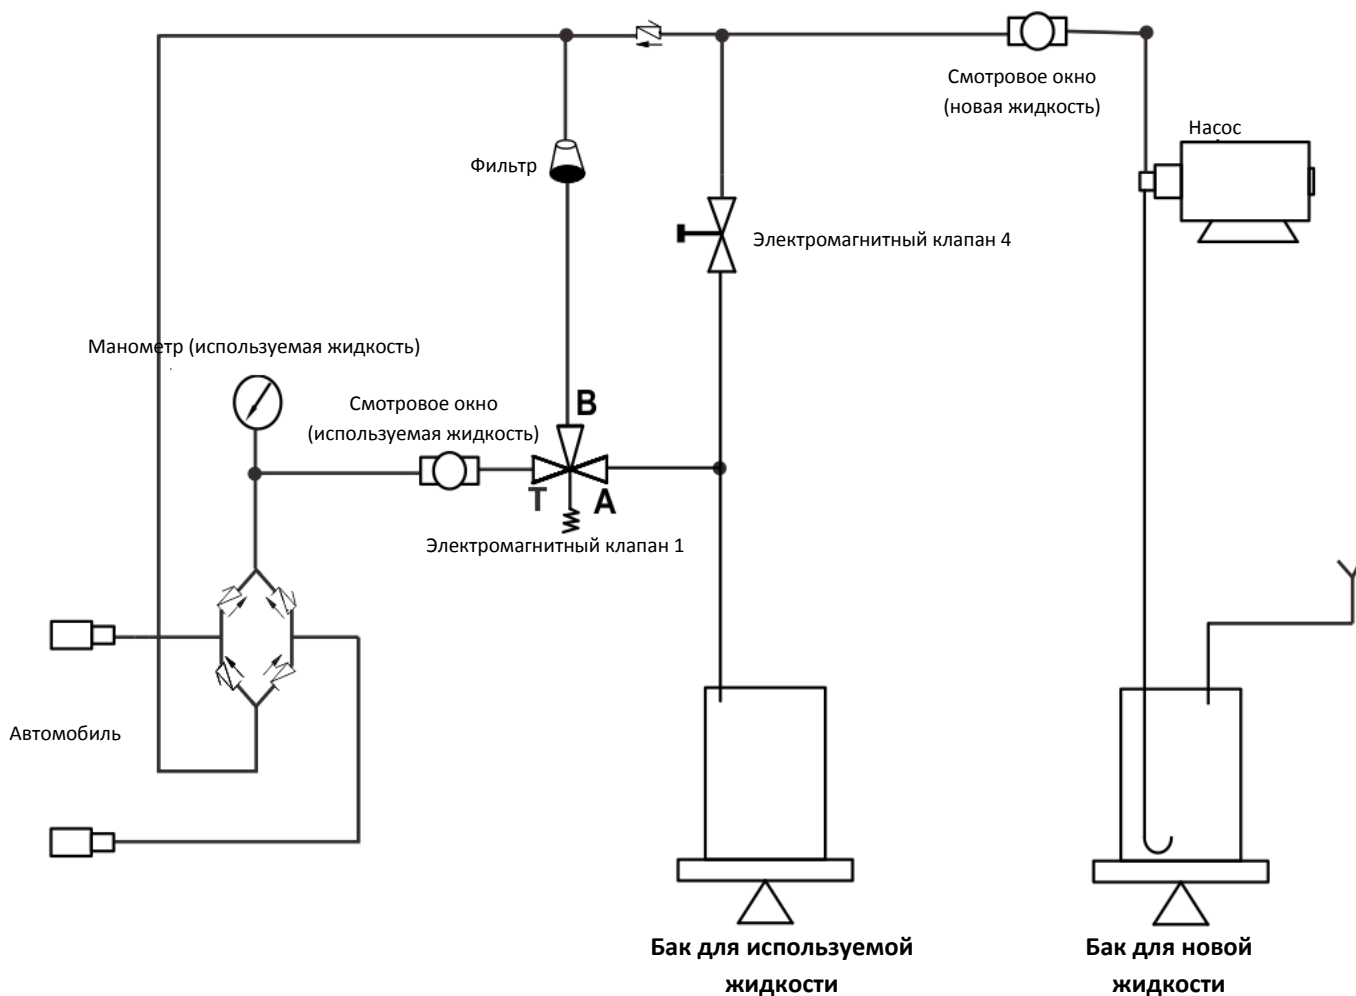 Смотровое окно
(новая жидкость)
Насос
Фильтр
Электромагнитный клапан 4
Манометр (используемая жидкость)
Смотровое окно
(используемая жидкость)
B
T
A
Электромагнитный клапан 1
Автомобиль
Бак для используемой
жидкости
Бак для новой
жидкости